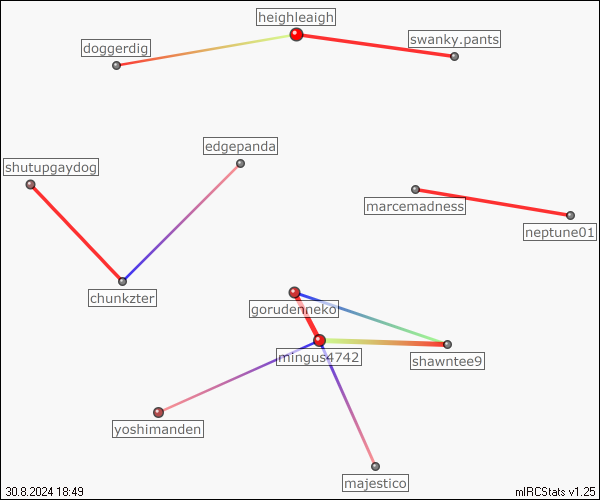 heighleaigh
swanky.pants
doggerdig
edgepanda
shutupgaydog
marcemadness
neptune01
chunkzter
gorudenneko
mingus4742
shawntee9
yoshimanden
majestico
30.8.2024 18:49
mIRCStats v1.25